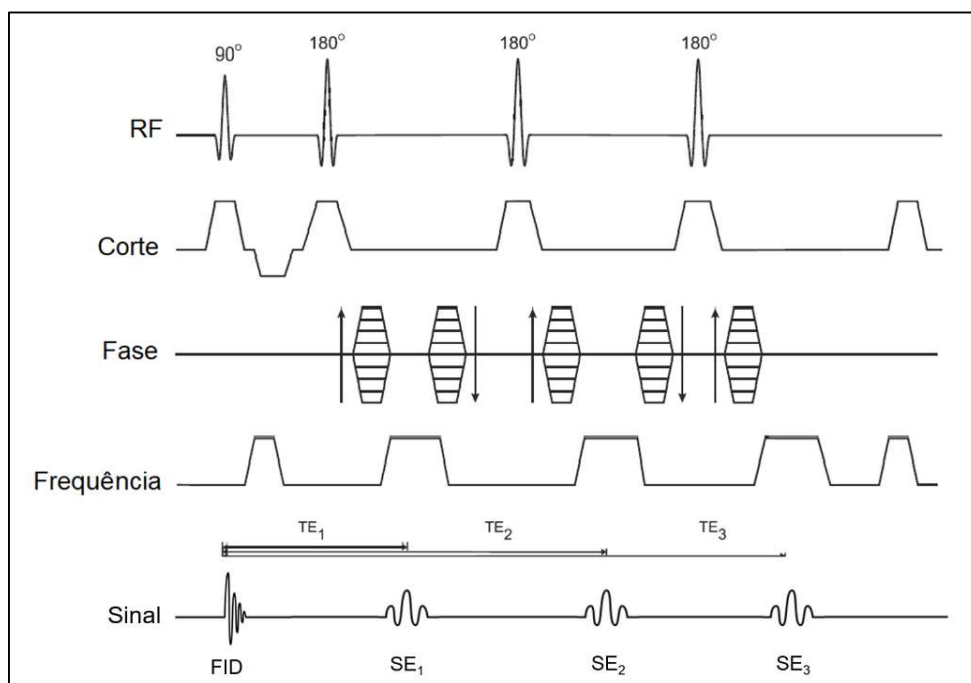 90°
180°
180°
180°
RF
Corte
Fase
Frequência
TE₁
TE₂
TE₃
Sinal
FID
SE₁
SE₂
SE₃